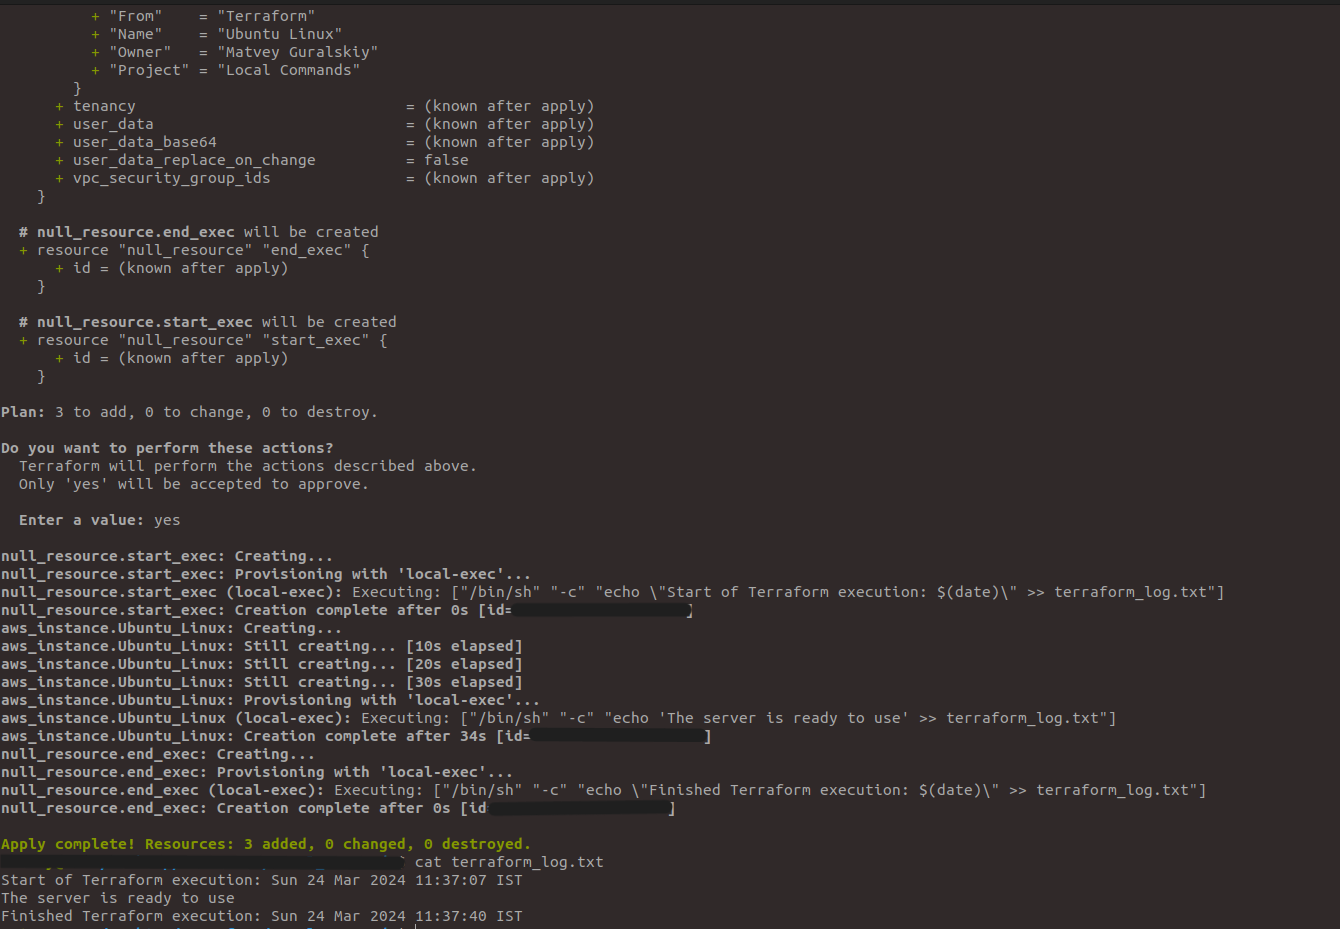 + "From"    = "Terraform"
+ "Name"    = "Ubuntu Linux"
+ "Owner"   = "Matvey Guralskiy"
+ "Project" = "Local Commands"
}
+ tenancy                              = (known after apply)
+ user_data                            = (known after apply)
+ user_data_base64                     = (known after apply)
+ user_data_replace_on_change          = false
+ vpc_security_group_ids               = (known after apply)
}
# null_resource.end_exec will be created
+ resource "null_resource" "end_exec" {
+ id = (known after apply)
}
# null_resource.start_exec will be created
+ resource "null_resource" "start_exec" {
+ id = (known after apply)
}
Plan: 3 to add, 0 to change, 0 to destroy.
Do you want to perform these actions?
Terraform will perform the actions described above.
Only 'yes' will be accepted to approve.
Enter a value: yes
null_resource.start_exec: Creating...
null_resource.start_exec: Provisioning with 'local-exec'...
null_resource.start_exec (local-exec): Executing: ["/bin/sh" "-c" "echo \"Start of Terraform execution: $(date)\" >> terraform_log.txt"]
null_resource.start_exec: Creation complete after 0s [id=]
aws_instance.Ubuntu_Linux: Creating...
aws_instance.Ubuntu_Linux: Still creating... [10s elapsed]
aws_instance.Ubuntu_Linux: Still creating... [20s elapsed]
aws_instance.Ubuntu_Linux: Still creating... [30s elapsed]
aws_instance.Ubuntu_Linux: Provisioning with 'local-exec'...
aws_instance.Ubuntu_Linux (local-exec): Executing: ["/bin/sh" "-c" "echo 'The server is ready to use' >> terraform_log.txt"]
aws_instance.Ubuntu_Linux: Creation complete after 34s [id=]
null_resource.end_exec: Creating...
null_resource.end_exec: Provisioning with 'local-exec'...
null_resource.end_exec (local-exec): Executing: ["/bin/sh" "-c" "echo \"Finished Terraform execution: $(date)\" >> terraform_log.txt"]
null_resource.end_exec: Creation complete after 0s [id]
Apply complete! Resources: 3 added, 0 changed, 0 destroyed.
cat terraform_log.txt
Start of Terraform execution: Sun 24 Mar 2024 11:37:07 IST
The server is ready to use
Finished Terraform execution: Sun 24 Mar 2024 11:37:40 IST